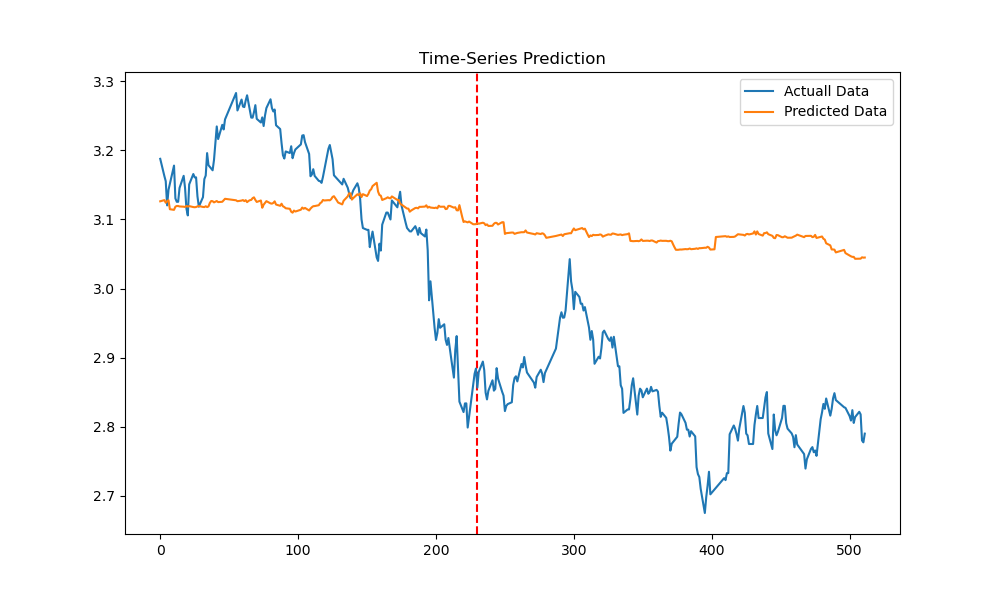 Time-Series Prediction
Actuall Data
Predicted Data
3.3
3.2
3.1
3.0
2.9
2.8
2.7
0 100 200 300 400 500